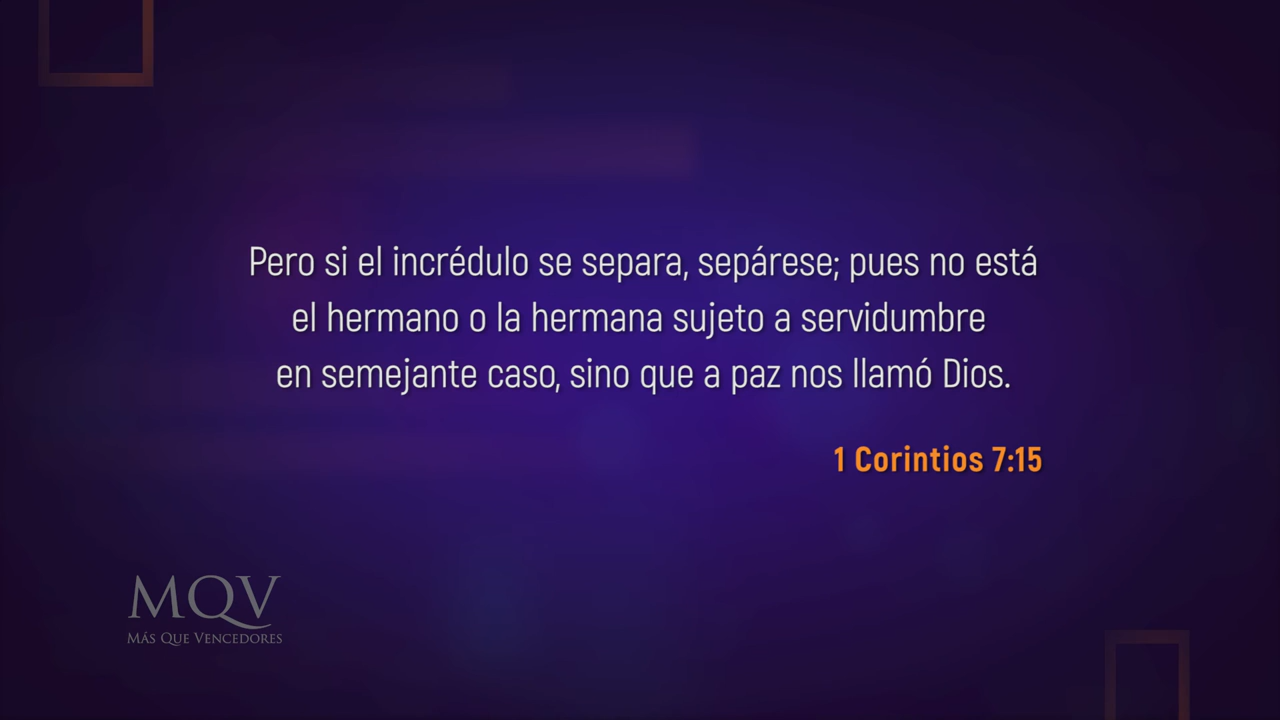 Pero si el incrédulo se separa, sepárese; pues no está
el hermano o la hermana sujeto a servidumbre
en semejante caso, sino que a paz nos llamó Dios.
1 Corintios 7:15
MQV
MÁS QUE VENCEDORES